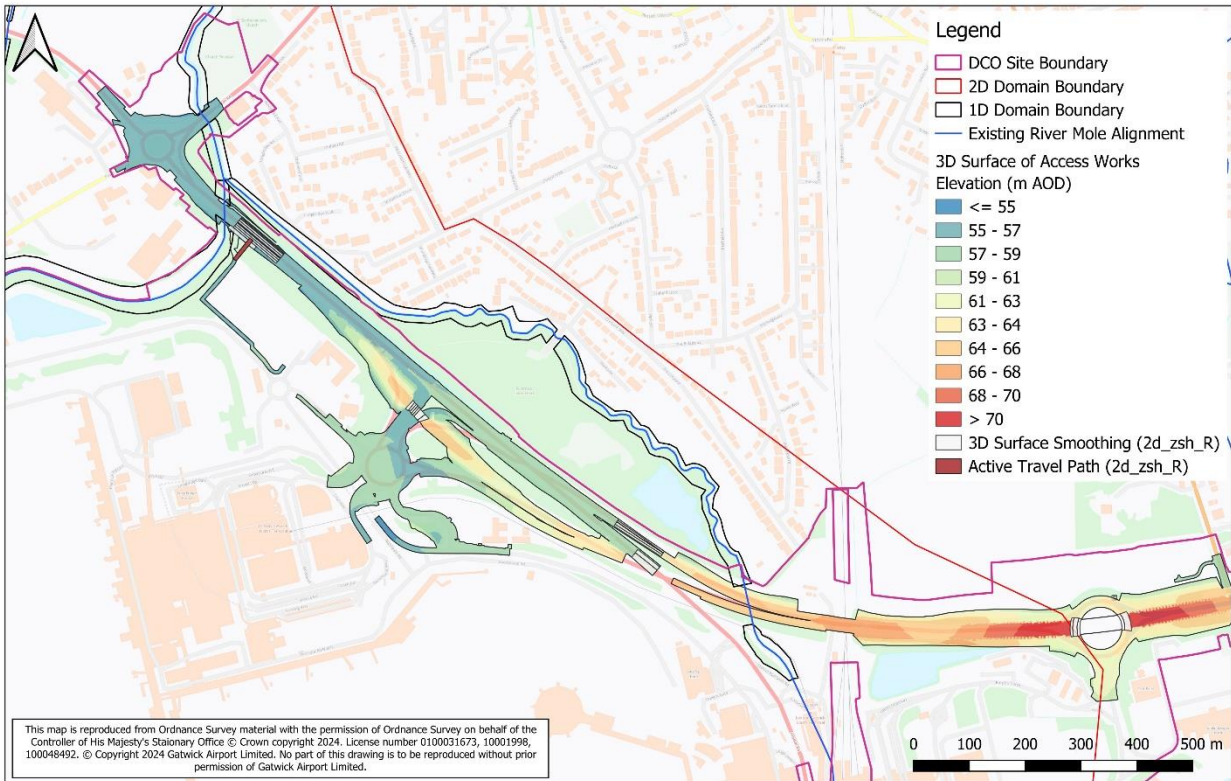 Legend
DCO Site Boundary
2D Domain Boundary
1D Domain Boundary
Existing River Mole Alignment
3D Surface of Access Works
Elevation (m AOD)
<= 55
55 - 57
57 - 59
59 - 61
61 - 63
63 - 64
64 - 66
66 - 68
68 - 70
> 70
3D Surface Smoothing (2d_zsh_R)
Active Travel Path (2d_zsh_R)
This map is reproduced from Ordnance Survey material with the permission of Ordnance Survey on behalf of the
Controller of His Majesty's Staionary Office © Crown copyright 2024. License number 0100031673, 10001998,
100048492. © Copyright 2024 Gatwick Airport Limited. No part of this drawing is to be reproduced without prior
permission of Gatwick Airport Limited.
0 100 200 300 400 500 m